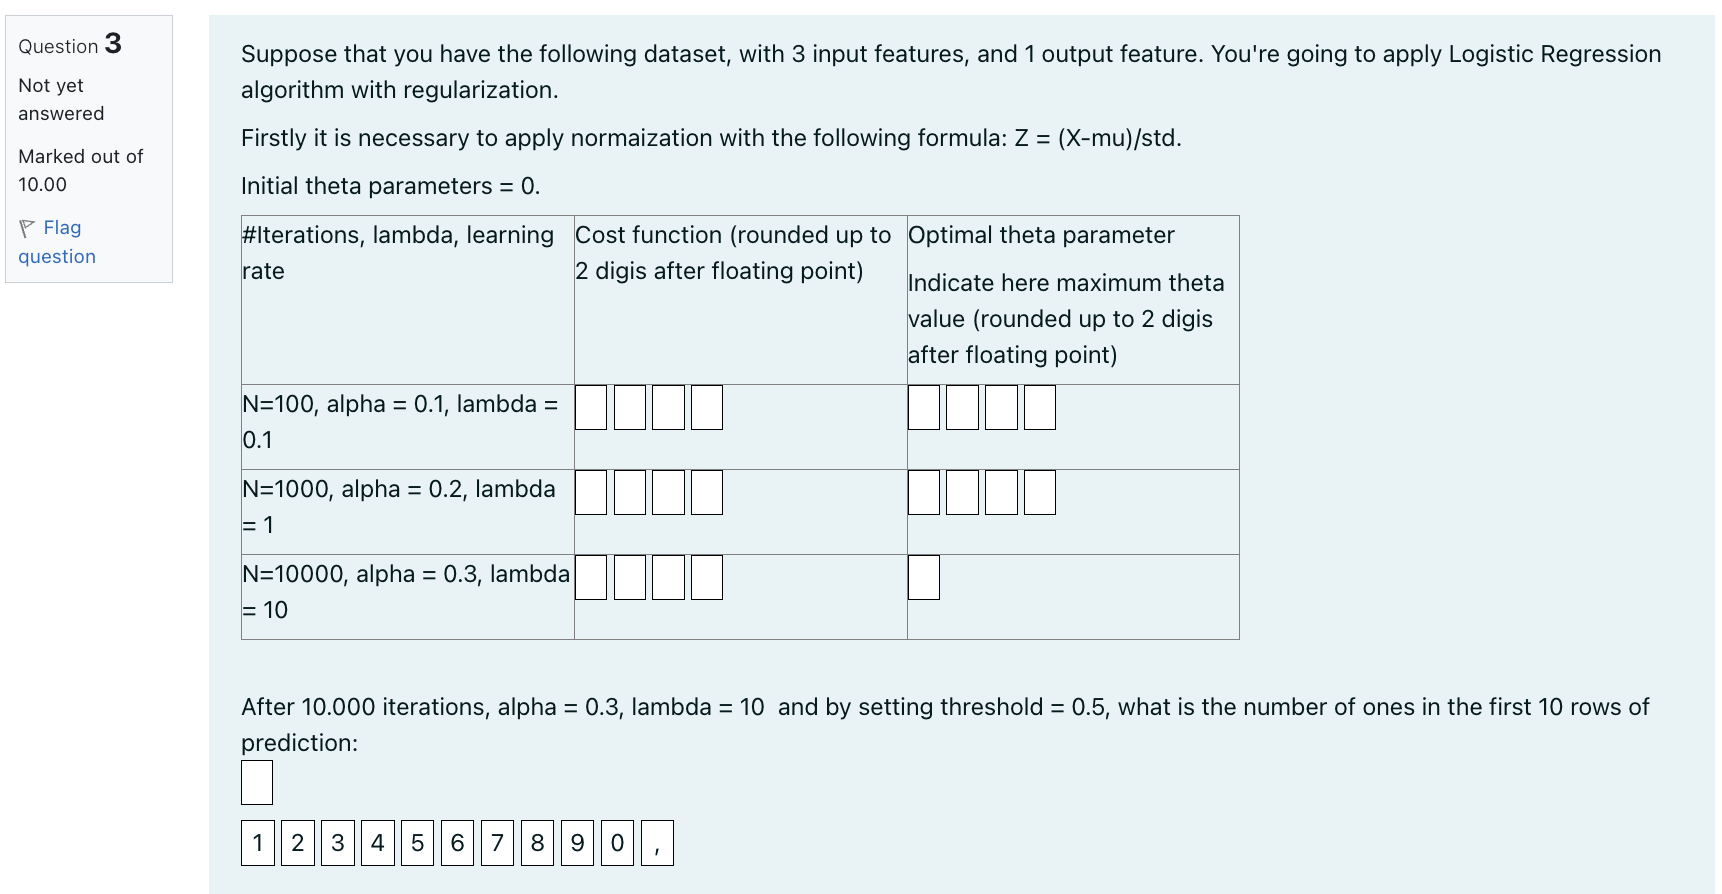 Question 3
Not yet
answered
Marked out of
10.00
Flag
question
Suppose that you have the following dataset, with 3 input features, and 1 output feature. You're going to apply Logistic Regression
algorithm with regularization.
Firstly it is necessary to apply normaization with the following formula: Z = (X-mu)/std.
Initial theta parameters = 0.
#Iterations, lambda, learning
rate
Cost function (rounded up to
2 digis after floating point)
Optimal theta parameter
Indicate here maximum theta
value (rounded up to 2 digis
after floating point)
N=100, alpha = 0.1, lambda =
0.1
N=1000, alpha = 0.2, lambda
= 1
N=10000, alpha = 0.3, lambda
= 10
After 10.000 iterations, alpha = 0.3, lambda = 10  and by setting threshold = 0.5, what is the number of ones in the first 10 rows of
prediction:
1 2 3 4 5 6 7 8 9 0 ,